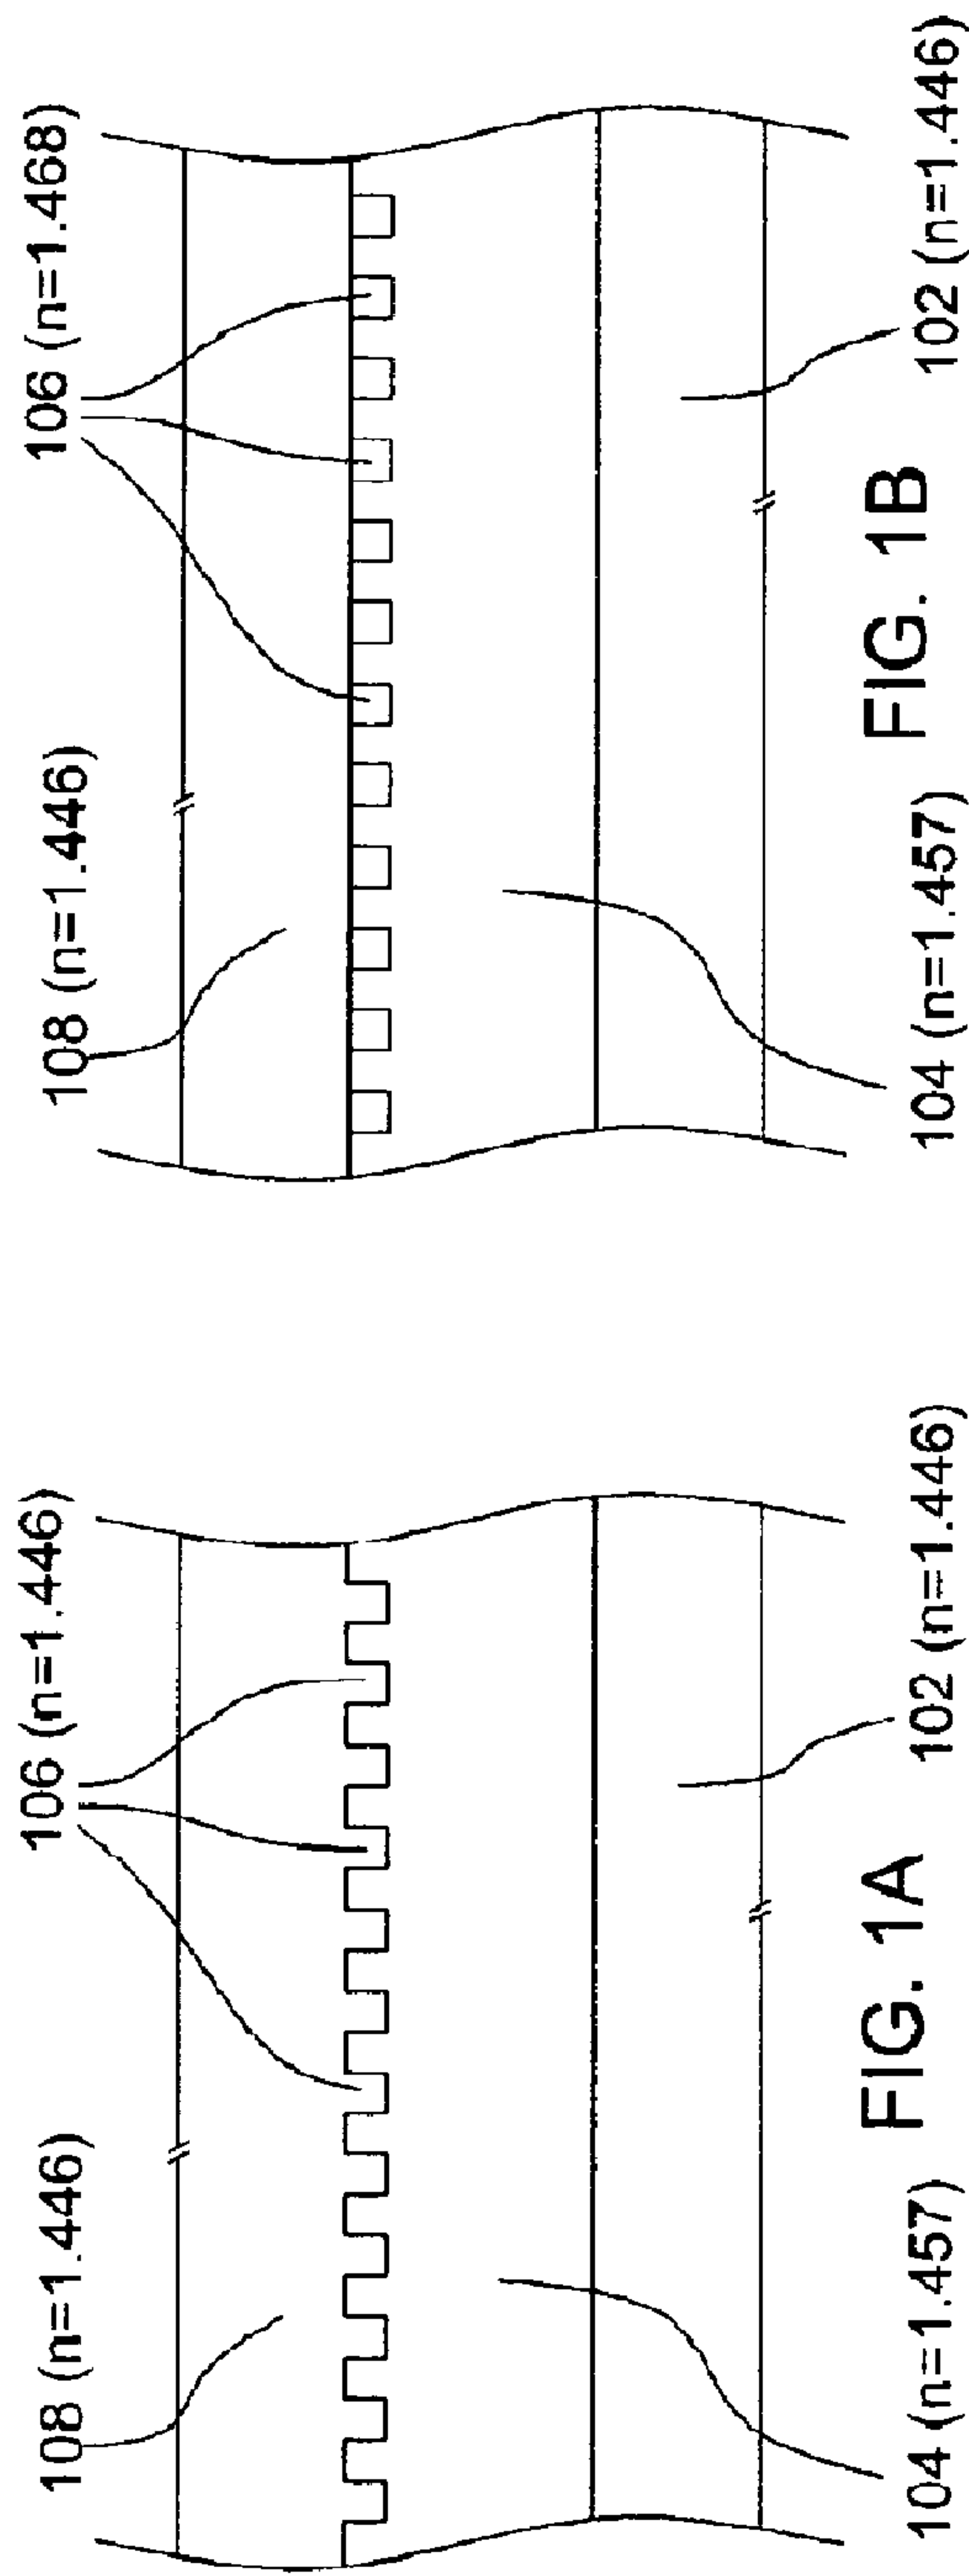 108 (n=1.446)
106 (n=1.446)
104 (n=1.457)
102 (n=1.446)
FIG. 1A
108 (n=1.446)
106 (n=1.468)
104 (n=1.457)
102 (n=1.446)
FIG. 1B